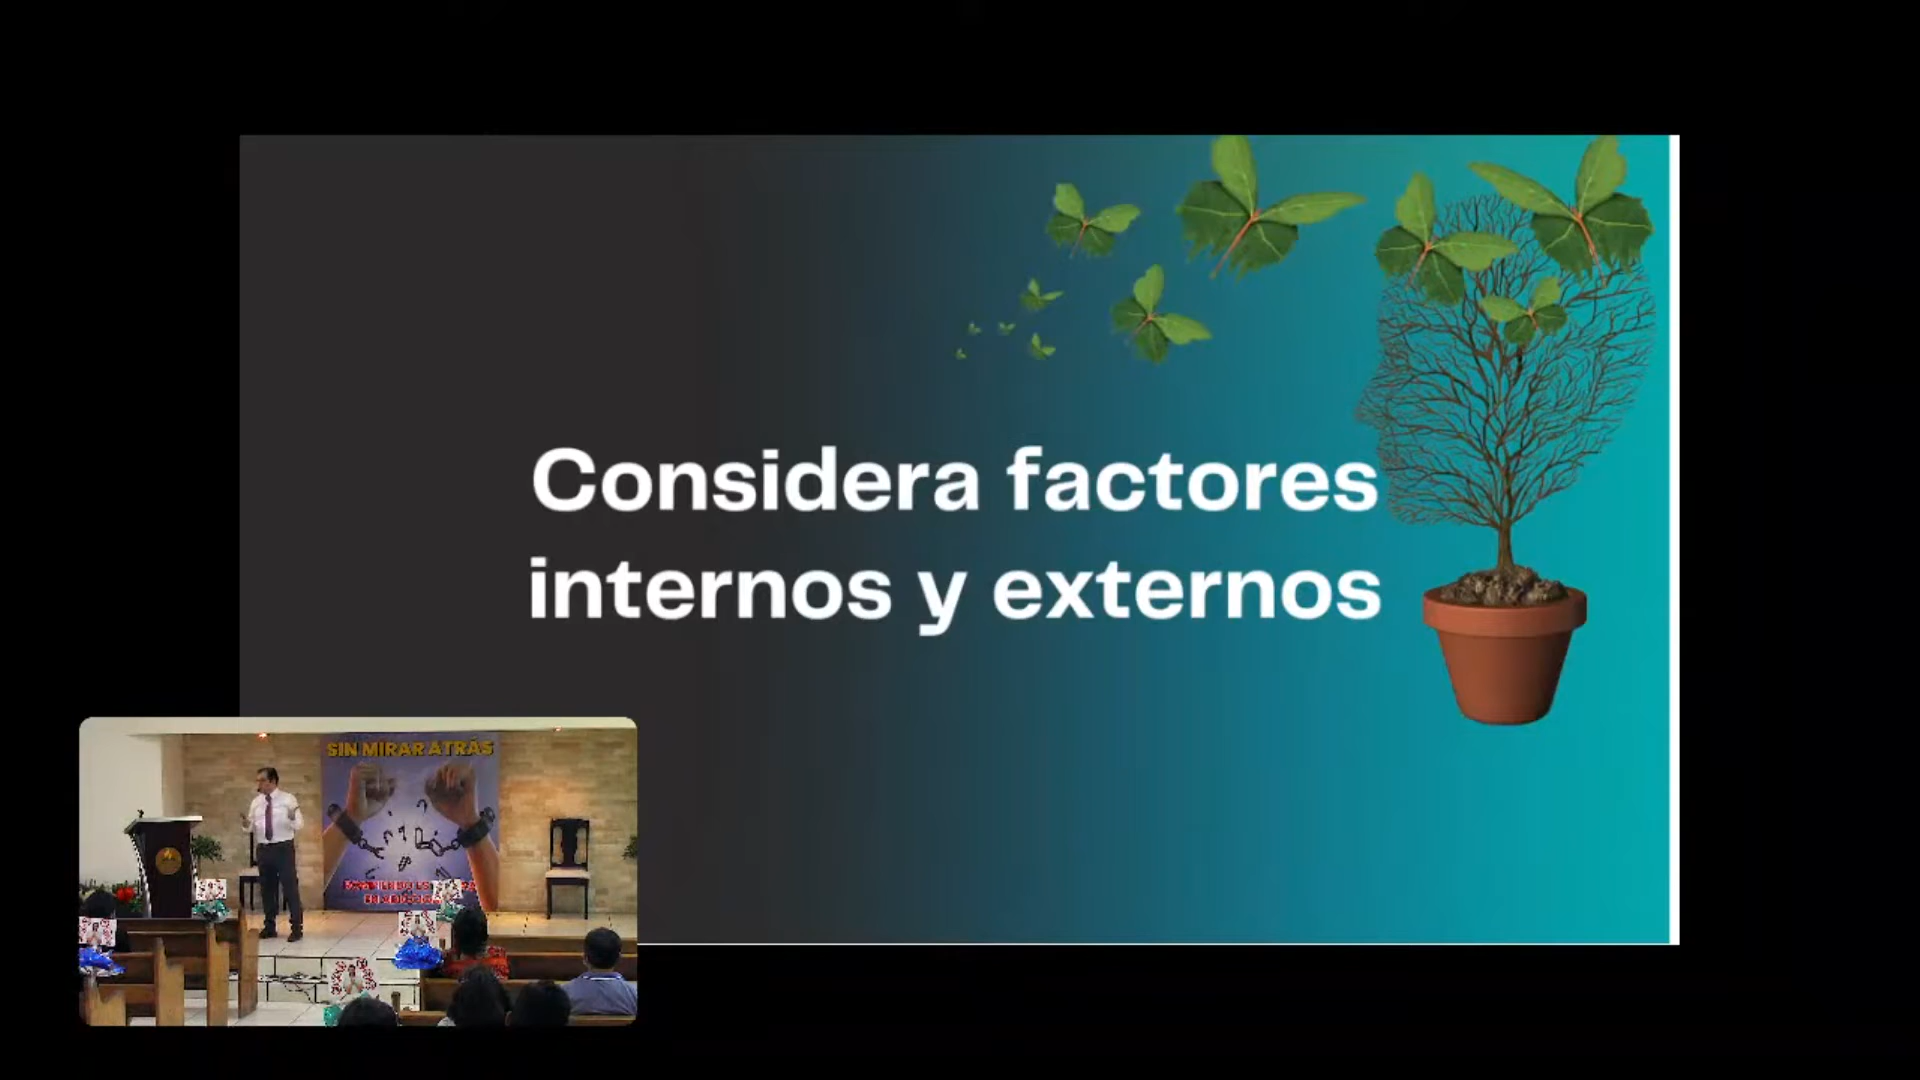 Considera factores
internos y externos
SIN MIRAR ATRÁS